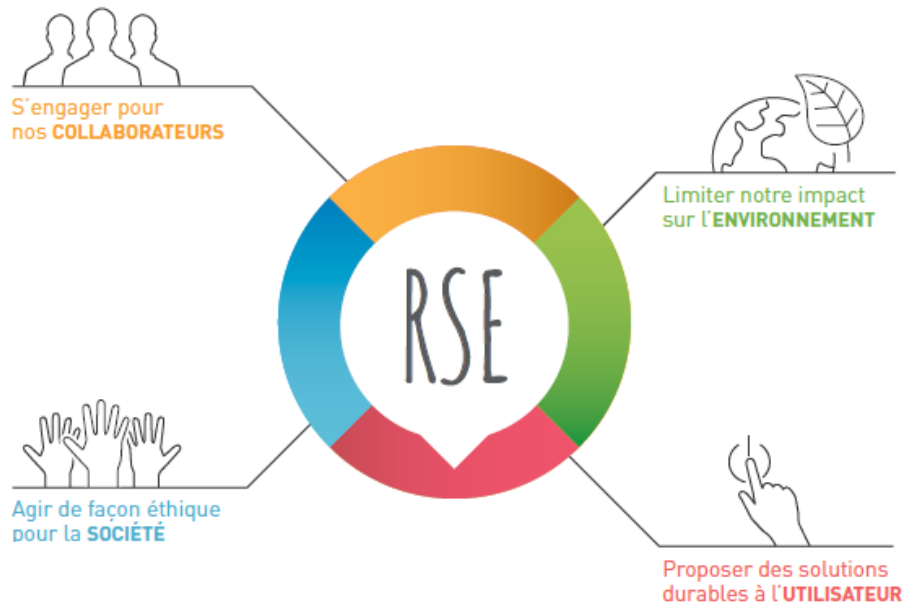 S'engager pour
nos COLLABORATEURS
Limiter notre impact
sur l'ENVIRONNEMENT
RSE
Agir de façon éthique
pour la SOCIÉTÉ
Proposer des solutions
durables à l'UTILISATEUR